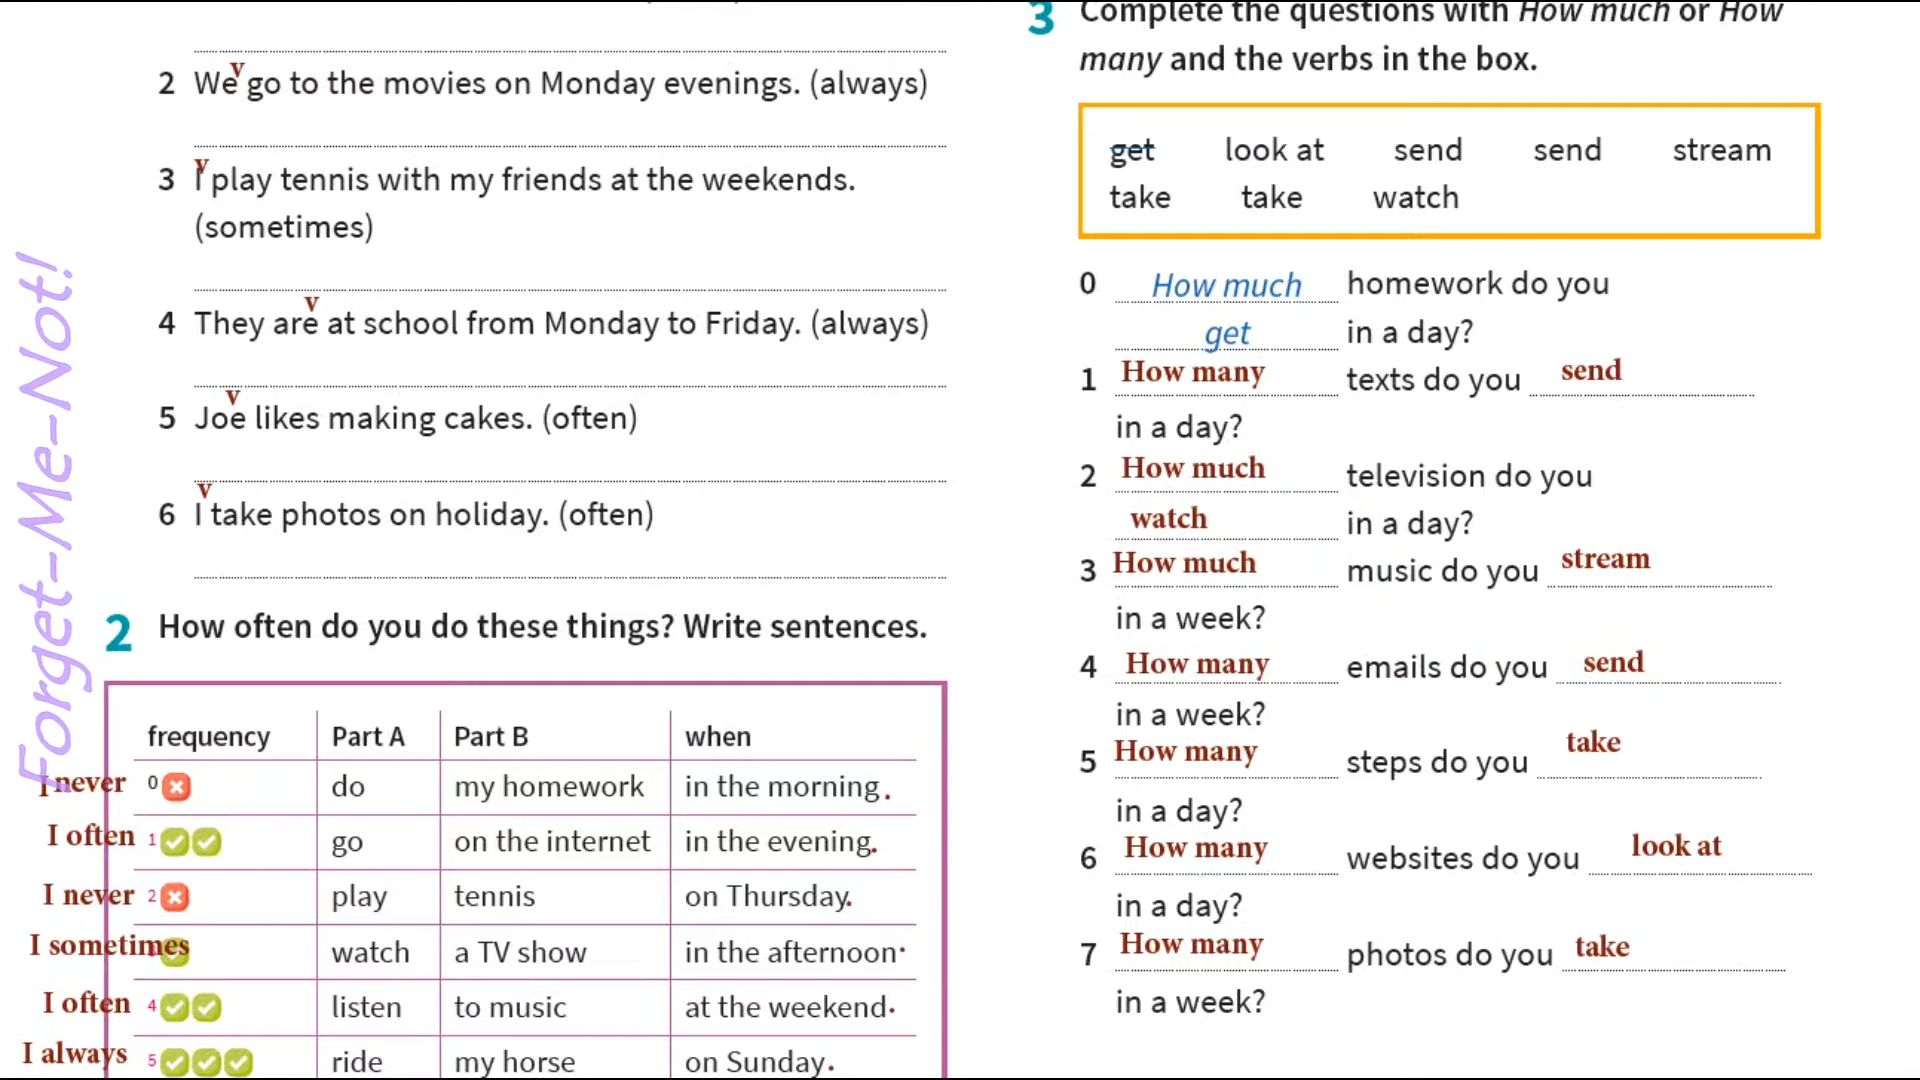 v
2 We go to the movies on Monday evenings. (always)
v
3 I play tennis with my friends at the weekends.
(sometimes)
v
4 They are at school from Monday to Friday. (always)
v
5 Joe likes making cakes. (often)
v
6 I take photos on holiday. (often)
Forget-Me-Not!
2 How often do you do these things? Write sentences.
frequency Part A Part B when
I never 0 do my homework in the morning.
I often 1 go on the internet in the evening.
I never 2 play tennis on Thursday.
I sometimes watch a TV show in the afternoon.
I often 4 listen to music at the weekend.
I always 5 ride my horse on Sunday.
3 Complete the questions with How much or How
many and the verbs in the box.
get look at send send stream
take take watch
0 How much homework do you
get in a day?
1 How many texts do you send
in a day?
2 How much television do you
watch in a day?
3 How much music do you stream
in a week?
4 How many emails do you send
in a week?
5 How many steps do you take
in a day?
6 How many websites do you look at
in a day?
7 How many photos do you take
in a week?